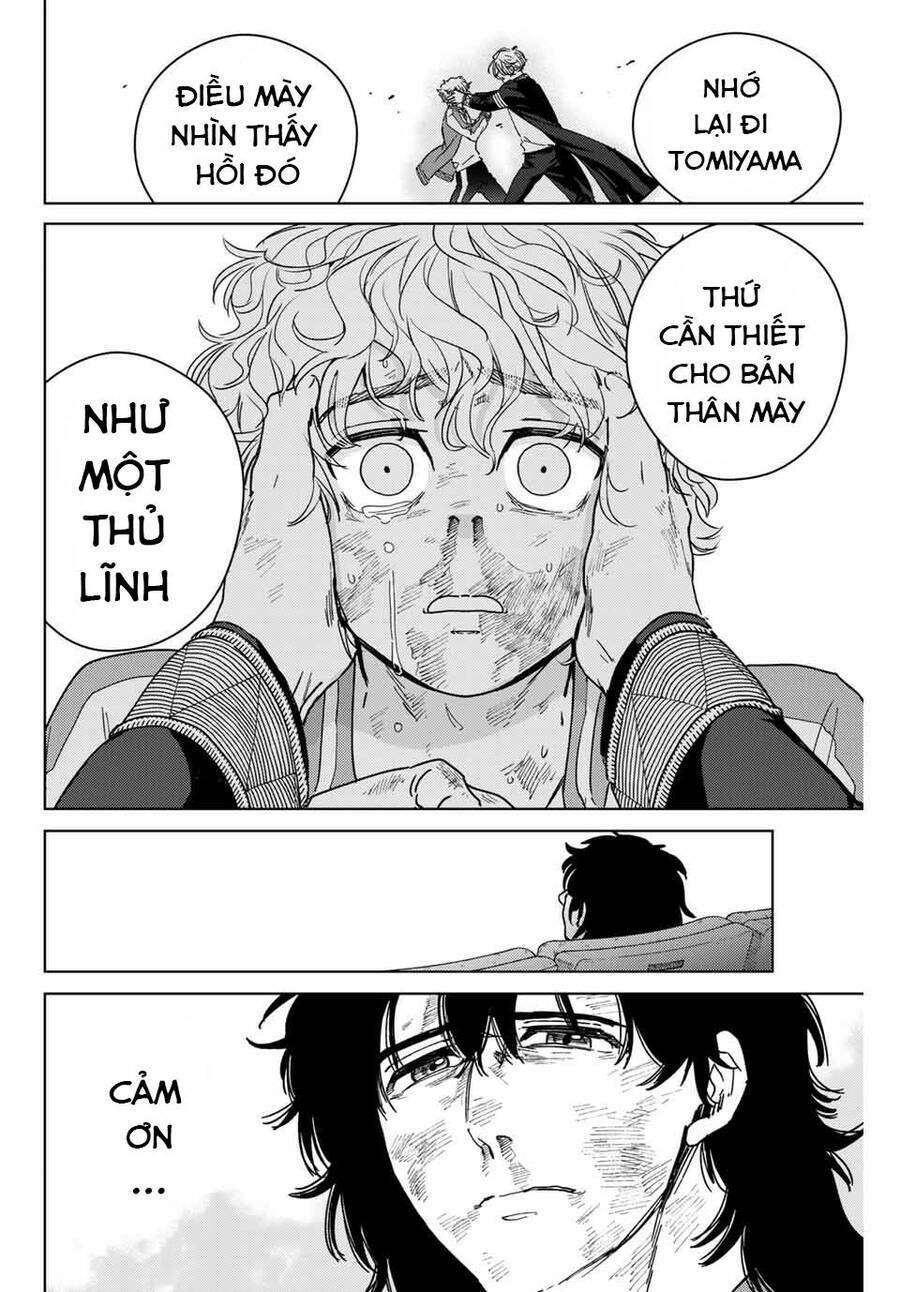 NHỚ
LẠI ĐI
TOMIYAMA
ĐIỀU MÀY
NHÌN THẤY
HỒI ĐÓ
THỨ
CẦN THIẾT
CHO BẢN
THÂN MÀY
NHƯ
MỘT
THỦ
LĨNH
CẢM
ƠN
...